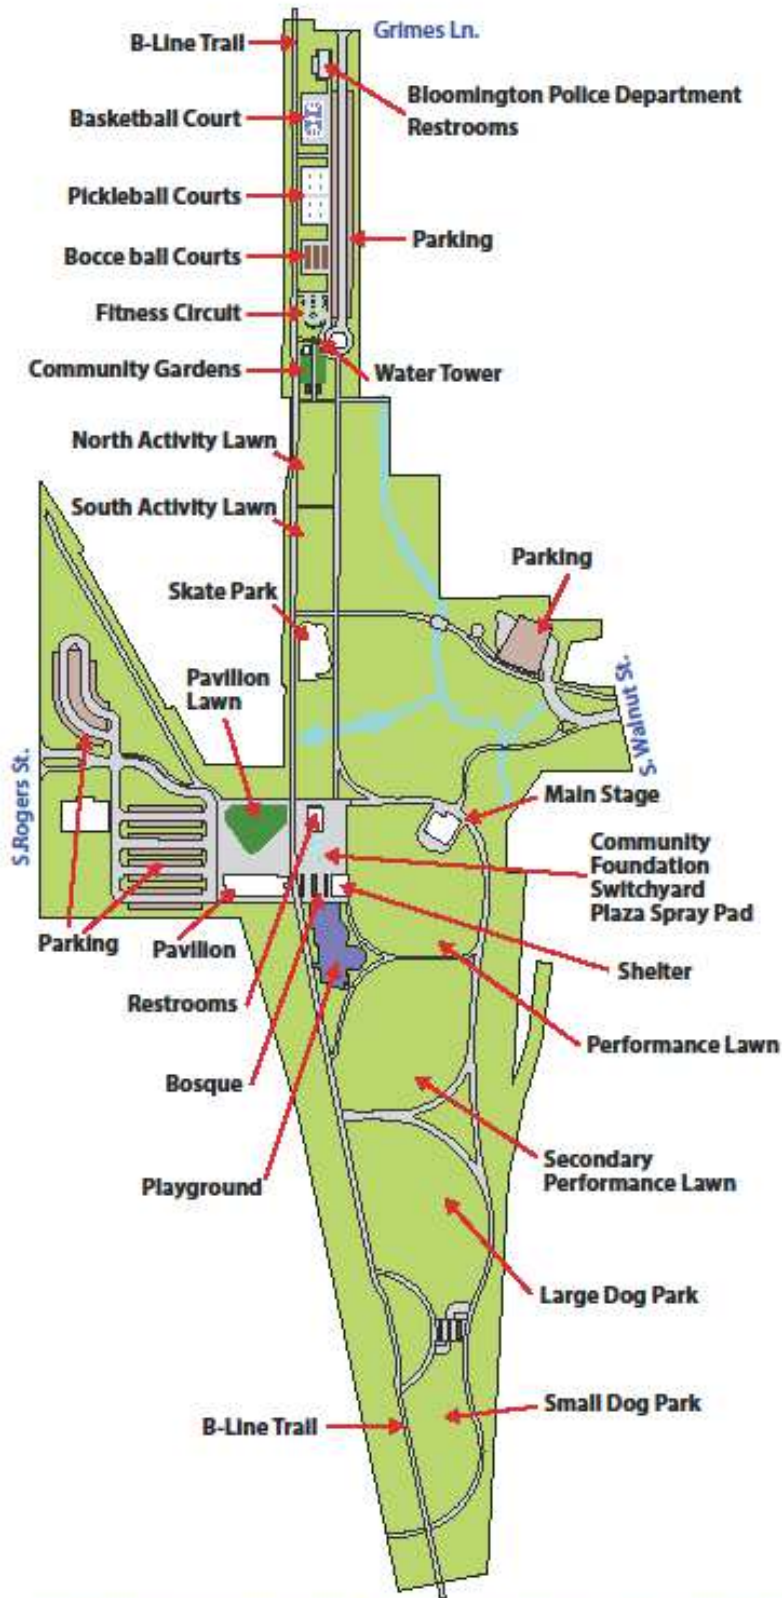 Grimes Ln.
B-Line Trail
Bloomington Police Department
Restrooms
Basketball Court
Pickleball Courts
Parking
Bocce ball Courts
Fitness Circuit
Community Gardens
Water Tower
North Activity Lawn
South Activity Lawn
Parking
Skate Park
Pavilion
Lawn
S. Walnut St.
S.Rogers St.
Main Stage
Community
Foundation
Switchyard
Plaza Spray Pad
Parking
Pavilion
Shelter
Restrooms
Performance Lawn
Bosque
Secondary
Performance Lawn
Playground
Large Dog Park
Small Dog Park
B-Line Trail